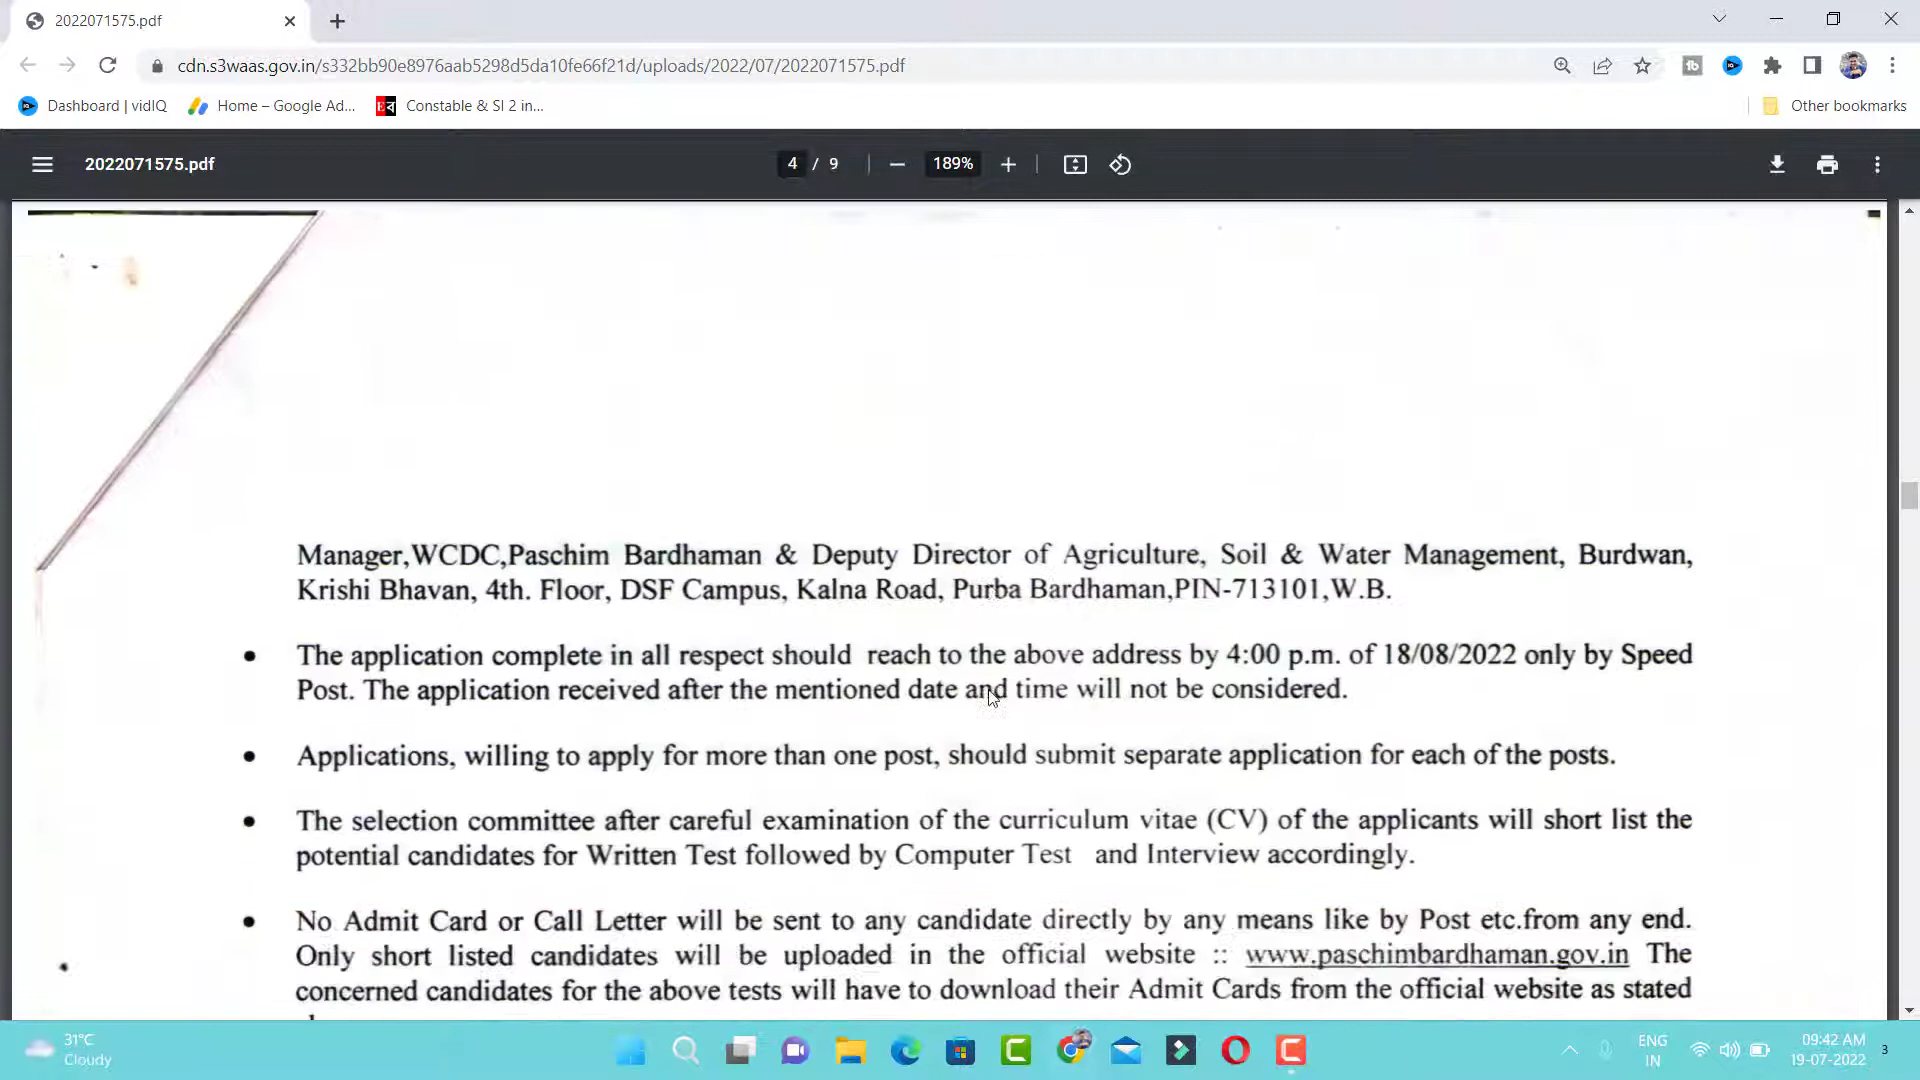 2022071575.pdf
cdn.s3waas.gov.in/s332bb90e8976aab5298d5da10fe66f21d/uploads/2022/07/2022071575.pdf
Dashboard | vidIQ
Home – Google Ad...
Constable & SI 2 in...
Other bookmarks
2022071575.pdf
4 / 9
189%
Manager,WCDC,Paschim Bardhaman & Deputy Director of Agriculture, Soil & Water Management, Burdwan,
Krishi Bhavan, 4th. Floor, DSF Campus, Kalna Road, Purba Bardhaman,PIN-713101,W.B.
• The application complete in all respect should reach to the above address by 4:00 p.m. of 18/08/2022 only by Speed
Post. The application received after the mentioned date and time will not be considered.
• Applications, willing to apply for more than one post, should submit separate application for each of the posts.
• The selection committee after careful examination of the curriculum vitae (CV) of the applicants will short list the
potential candidates for Written Test followed by Computer Test and Interview accordingly.
• No Admit Card or Call Letter will be sent to any candidate directly by any means like by Post etc.from any end.
Only short listed candidates will be uploaded in the official website :: www.paschimbardhaman.gov.in The
concerned candidates for the above tests will have to download their Admit Cards from the official website as stated
31°C
Cloudy
ENG
IN
09:42 AM
19-07-2022
3